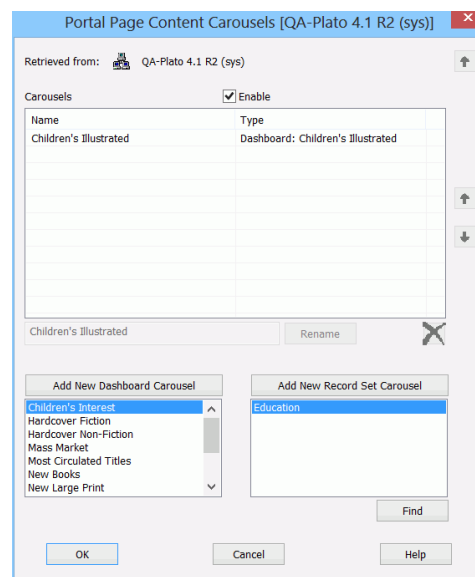 Portal Page Content Carousels [QA-Plato 4.1 R2 (sys)]
Retrieved from: QA-Plato 4.1 R2 (sys)
Carousels Enable
Name Type
Children's Illustrated Dashboard: Children's Illustrated
Children's Illustrated Rename
Add New Dashboard Carousel Add New Record Set Carousel
Children's Interest Education
Hardcover Fiction
Hardcover Non-Fiction
Mass Market
Most Circulated Titles
New Books
New Large Print
Find
OK Cancel Help